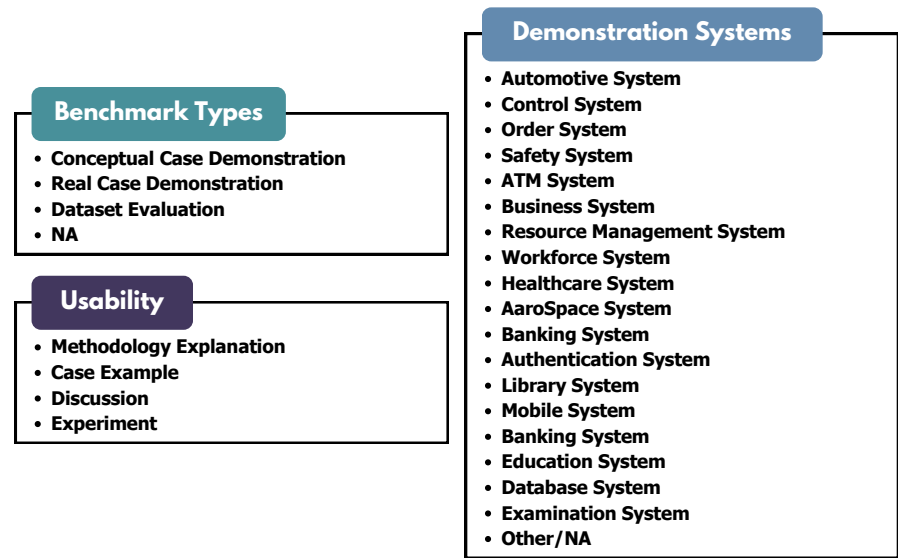 Benchmark Types
Conceptual Case Demonstration
Real Case Demonstration
Dataset Evaluation
NA
Usability
Methodology Explanation
Case Example
Discussion
Experiment
Demonstration Systems
Automotive System
Control System
Order System
Safety System
ATM System
Business System
Resource Management System
Workforce System
Healthcare System
AaroSpace System
Banking System
Authentication System
Library System
Mobile System
Banking System
Education System
Database System
Examination System
Other/NA